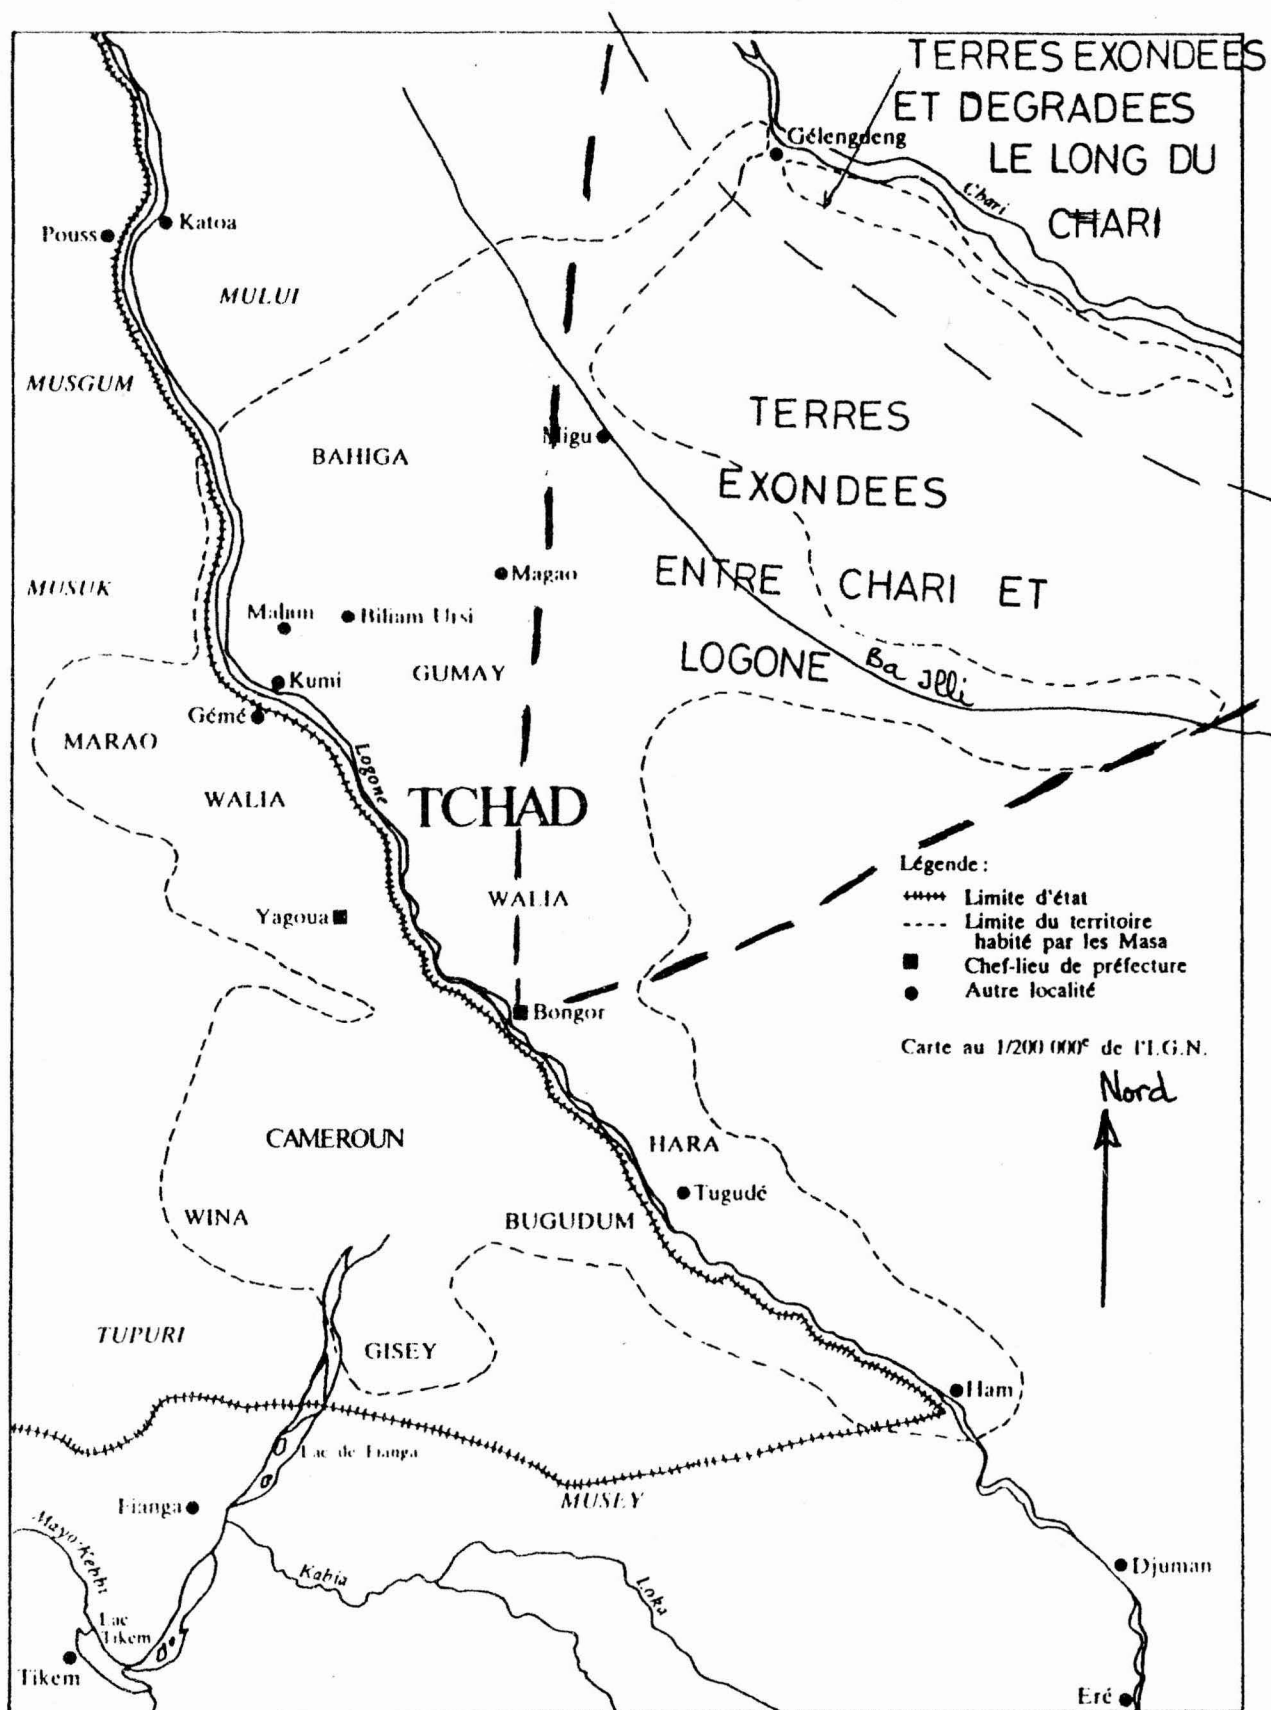 TERRES EXONDEES
ET DEGRADEES
LE LONG DU
CHARI
Gélengdeng
Chari
Pouss
Katoa
MULUI
MUSGUM
TERRES
EXONDEES
ENTRE CHARI ET
LOGONE
Ba Illi
BAHIGA
Migu
MUSUK
Magao
Malam
Biliam Ursi
Kumi
GUMAY
Gémé
MARAO
Logone
WALIA
TCHAD
WALIA
Yagoua
Bongor
Légende :
Limite d'état
Limite du territoire
habité par les Masa
Chef-lieu de préfecture
Autre localité
Carte au 1/200 000e de l'I.G.N.
Nord
CAMEROUN
HARA
Tugudé
WINA
BUGUDUM
TUPURI
GISEY
Ham
Lac de Fianga
MUSEY
Fianga
Mayo-Kebbi
Kabia
Loka
Djuman
Lac
Tikem
Tikem
Eré